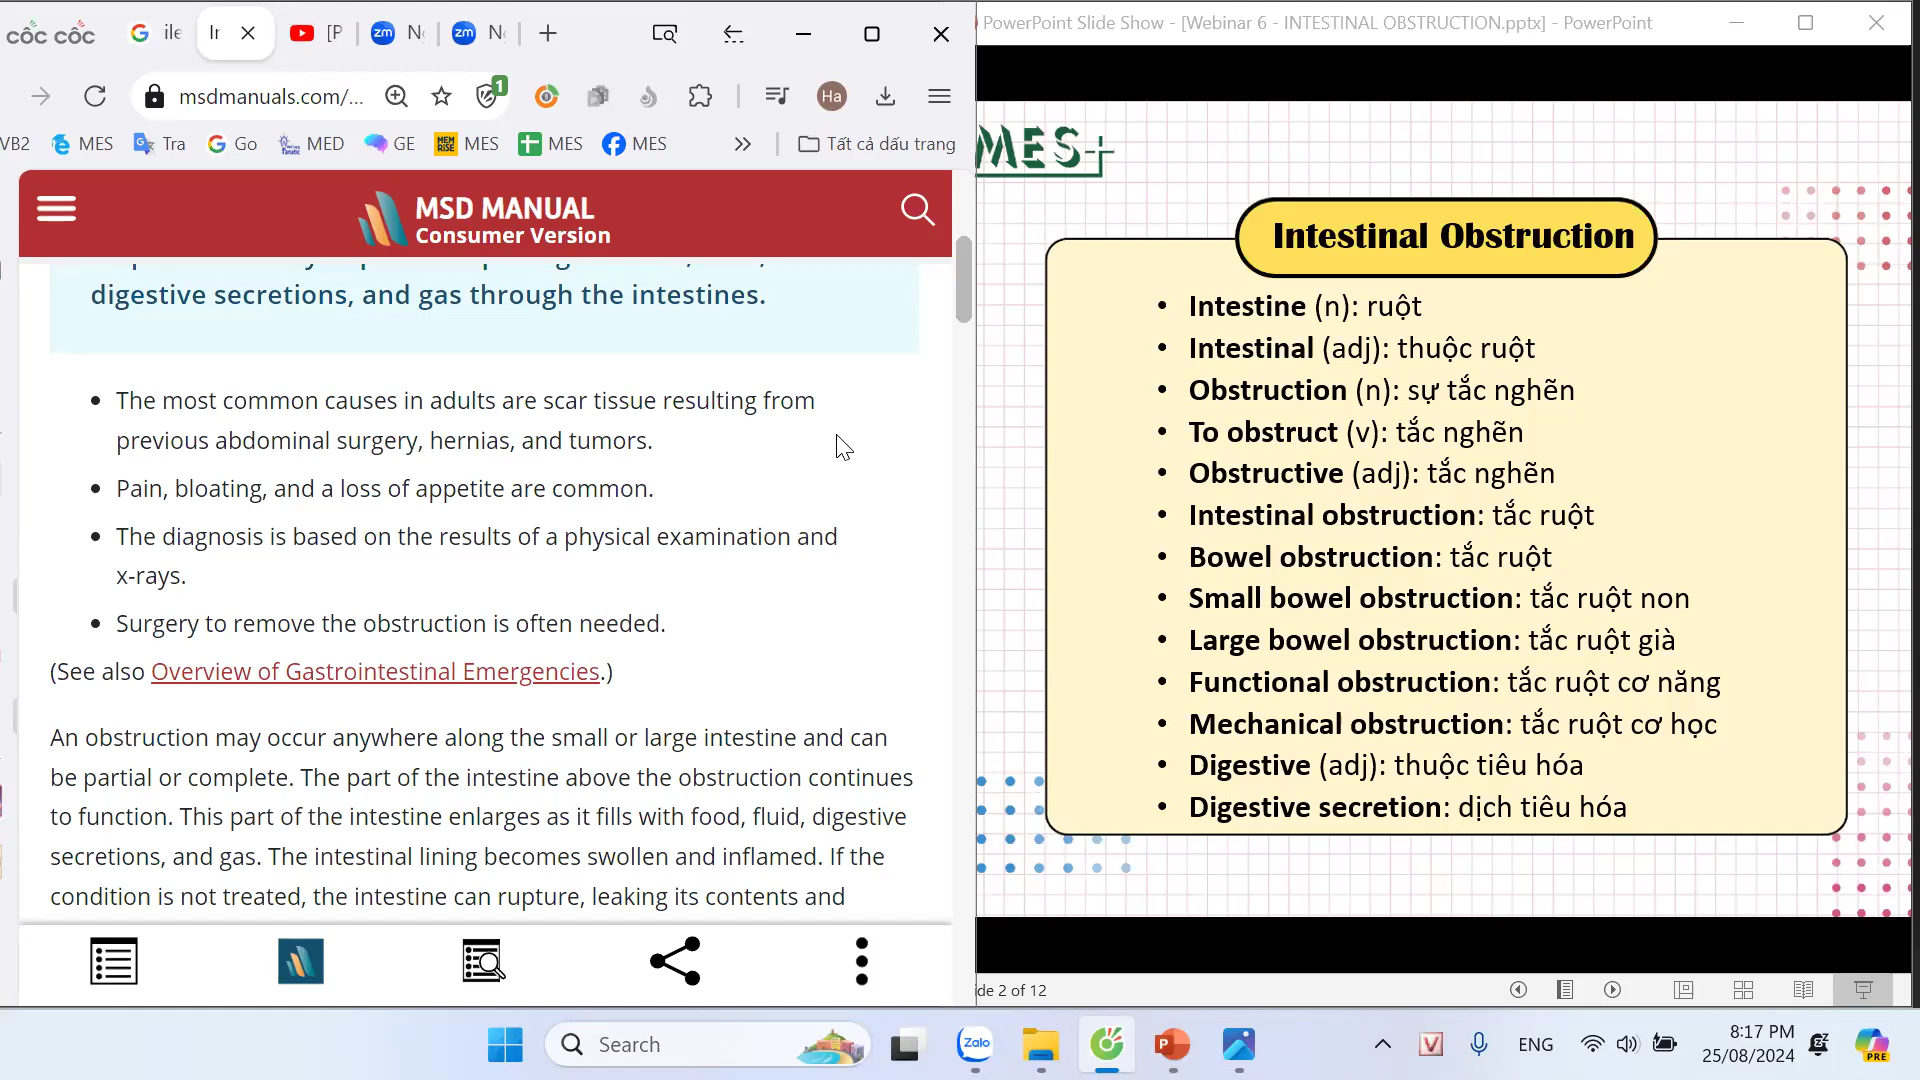 cốc cốc
ile
Ir
[P
zm
N
zm
N
PowerPoint Slide Show - [Webinar 6 - INTESTINAL OBSTRUCTION.pptx] - PowerPoint
msdmanuals.com/...
1
Ha
VB2
MES
Tra
Go
MED
GE
MEM
RISE
MES
MES
MES
Tất cả dấu trang
MSD MANUAL
Consumer Version
digestive secretions, and gas through the intestines.
• The most common causes in adults are scar tissue resulting from
previous abdominal surgery, hernias, and tumors.
• Pain, bloating, and a loss of appetite are common.
• The diagnosis is based on the results of a physical examination and
x-rays.
• Surgery to remove the obstruction is often needed.
(See also Overview of Gastrointestinal Emergencies.)
An obstruction may occur anywhere along the small or large intestine and can
be partial or complete. The part of the intestine above the obstruction continues
to function. This part of the intestine enlarges as it fills with food, fluid, digestive
secretions, and gas. The intestinal lining becomes swollen and inflamed. If the
condition is not treated, the intestine can rupture, leaking its contents and
MES+
Intestinal Obstruction
• Intestine (n): ruột
• Intestinal (adj): thuộc ruột
• Obstruction (n): sự tắc nghẽn
• To obstruct (v): tắc nghẽn
• Obstructive (adj): tắc nghẽn
• Intestinal obstruction: tắc ruột
• Bowel obstruction: tắc ruột
• Small bowel obstruction: tắc ruột non
• Large bowel obstruction: tắc ruột già
• Functional obstruction: tắc ruột cơ năng
• Mechanical obstruction: tắc ruột cơ học
• Digestive (adj): thuộc tiêu hóa
• Digestive secretion: dịch tiêu hóa
de 2 of 12
Search
Zalo
P
V
ENG
8:17 PM
25/08/2024
PRE